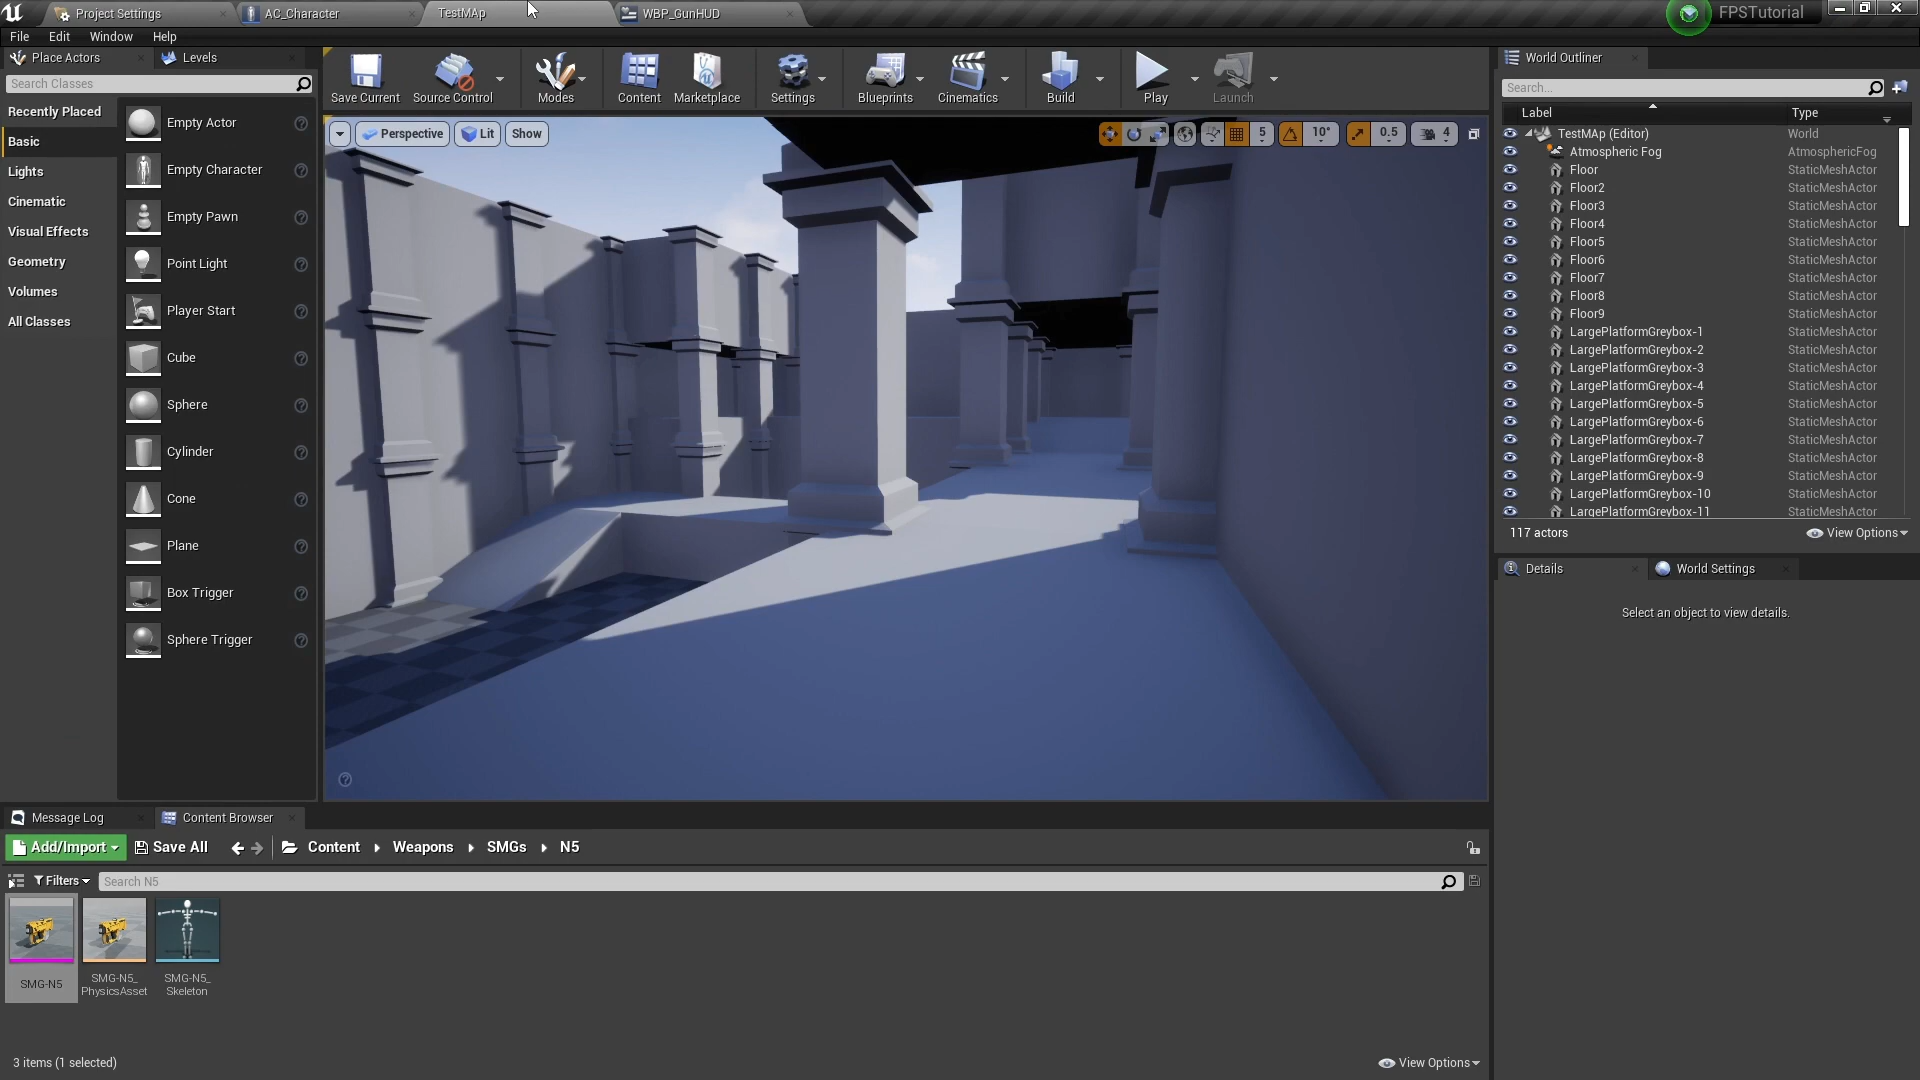 Project Settings
AC_Character
TestMAp
WBP_GunHUD
FPSTutorial
File
Edit
Window
Help
Place Actors
Levels
Search Classes
Recently Placed
Basic
Lights
Cinematic
Visual Effects
Geometry
Volumes
All Classes
Empty Actor
Empty Character
Empty Pawn
Point Light
Player Start
Cube
Sphere
Cylinder
Cone
Plane
Box Trigger
Sphere Trigger
Save Current
Source Control
Modes
Content
Marketplace
Settings
Blueprints
Cinematics
Build
Play
Launch
Perspective
Lit
Show
5
10°
0.5
4
World Outliner
Search...
Label
Type
TestMAp (Editor) World
Atmospheric Fog AtmosphericFog
Floor StaticMeshActor
Floor2 StaticMeshActor
Floor3 StaticMeshActor
Floor4 StaticMeshActor
Floor5 StaticMeshActor
Floor6 StaticMeshActor
Floor7 StaticMeshActor
Floor8 StaticMeshActor
Floor9 StaticMeshActor
LargePlatformGreybox-1 StaticMeshActor
LargePlatformGreybox-2 StaticMeshActor
LargePlatformGreybox-3 StaticMeshActor
LargePlatformGreybox-4 StaticMeshActor
LargePlatformGreybox-5 StaticMeshActor
LargePlatformGreybox-6 StaticMeshActor
LargePlatformGreybox-7 StaticMeshActor
LargePlatformGreybox-8 StaticMeshActor
LargePlatformGreybox-9 StaticMeshActor
LargePlatformGreybox-10 StaticMeshActor
LargePlatformGreybox-11 StaticMeshActor
117 actors
View Options
Details
World Settings
Select an object to view details.
Message Log
Content Browser
Add/Import
Save All
Content
Weapons
SMGs
N5
Filters
Search N5
SMG-N5
SMG-N5_
PhysicsAsset
SMG-N5_
Skeleton
3 items (1 selected)
View Options